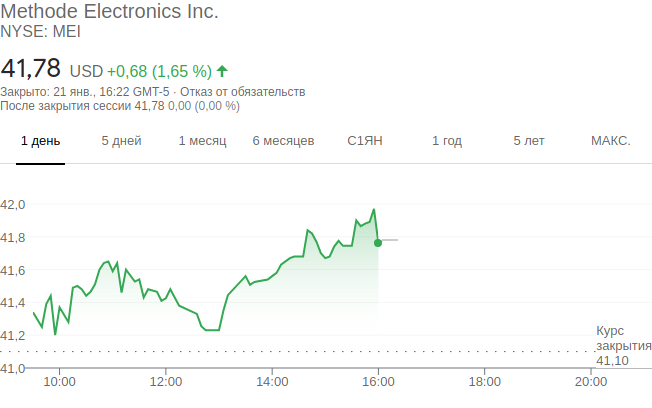 Methode Electronics Inc.
NYSE: MEI
41,78 USD +0,68 (1,65 %)
Закрыто: 21 янв., 16:22 GMT-5 · Отказ от обязательств
После закрытия сессии 41,78 0,00 (0,00 %)
1 день 5 дней 1 месяц 6 месяцев С1ЯН 1 год 5 лет МАКС.
42,0
41,8
41,6
41,4
41,2
41,0
Курс
закрытия
41,10
10:00 12:00 14:00 16:00 18:00 20:00